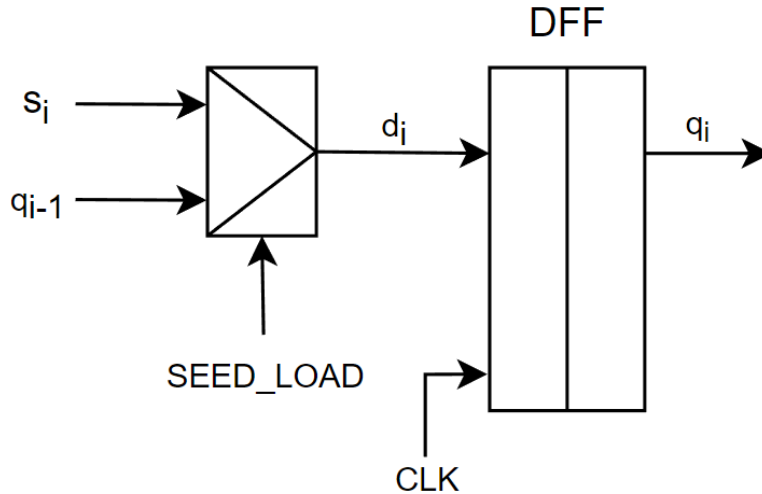 DFF
sᵢ
dᵢ
qᵢ
qᵢ₋₁
SEED_LOAD
CLK